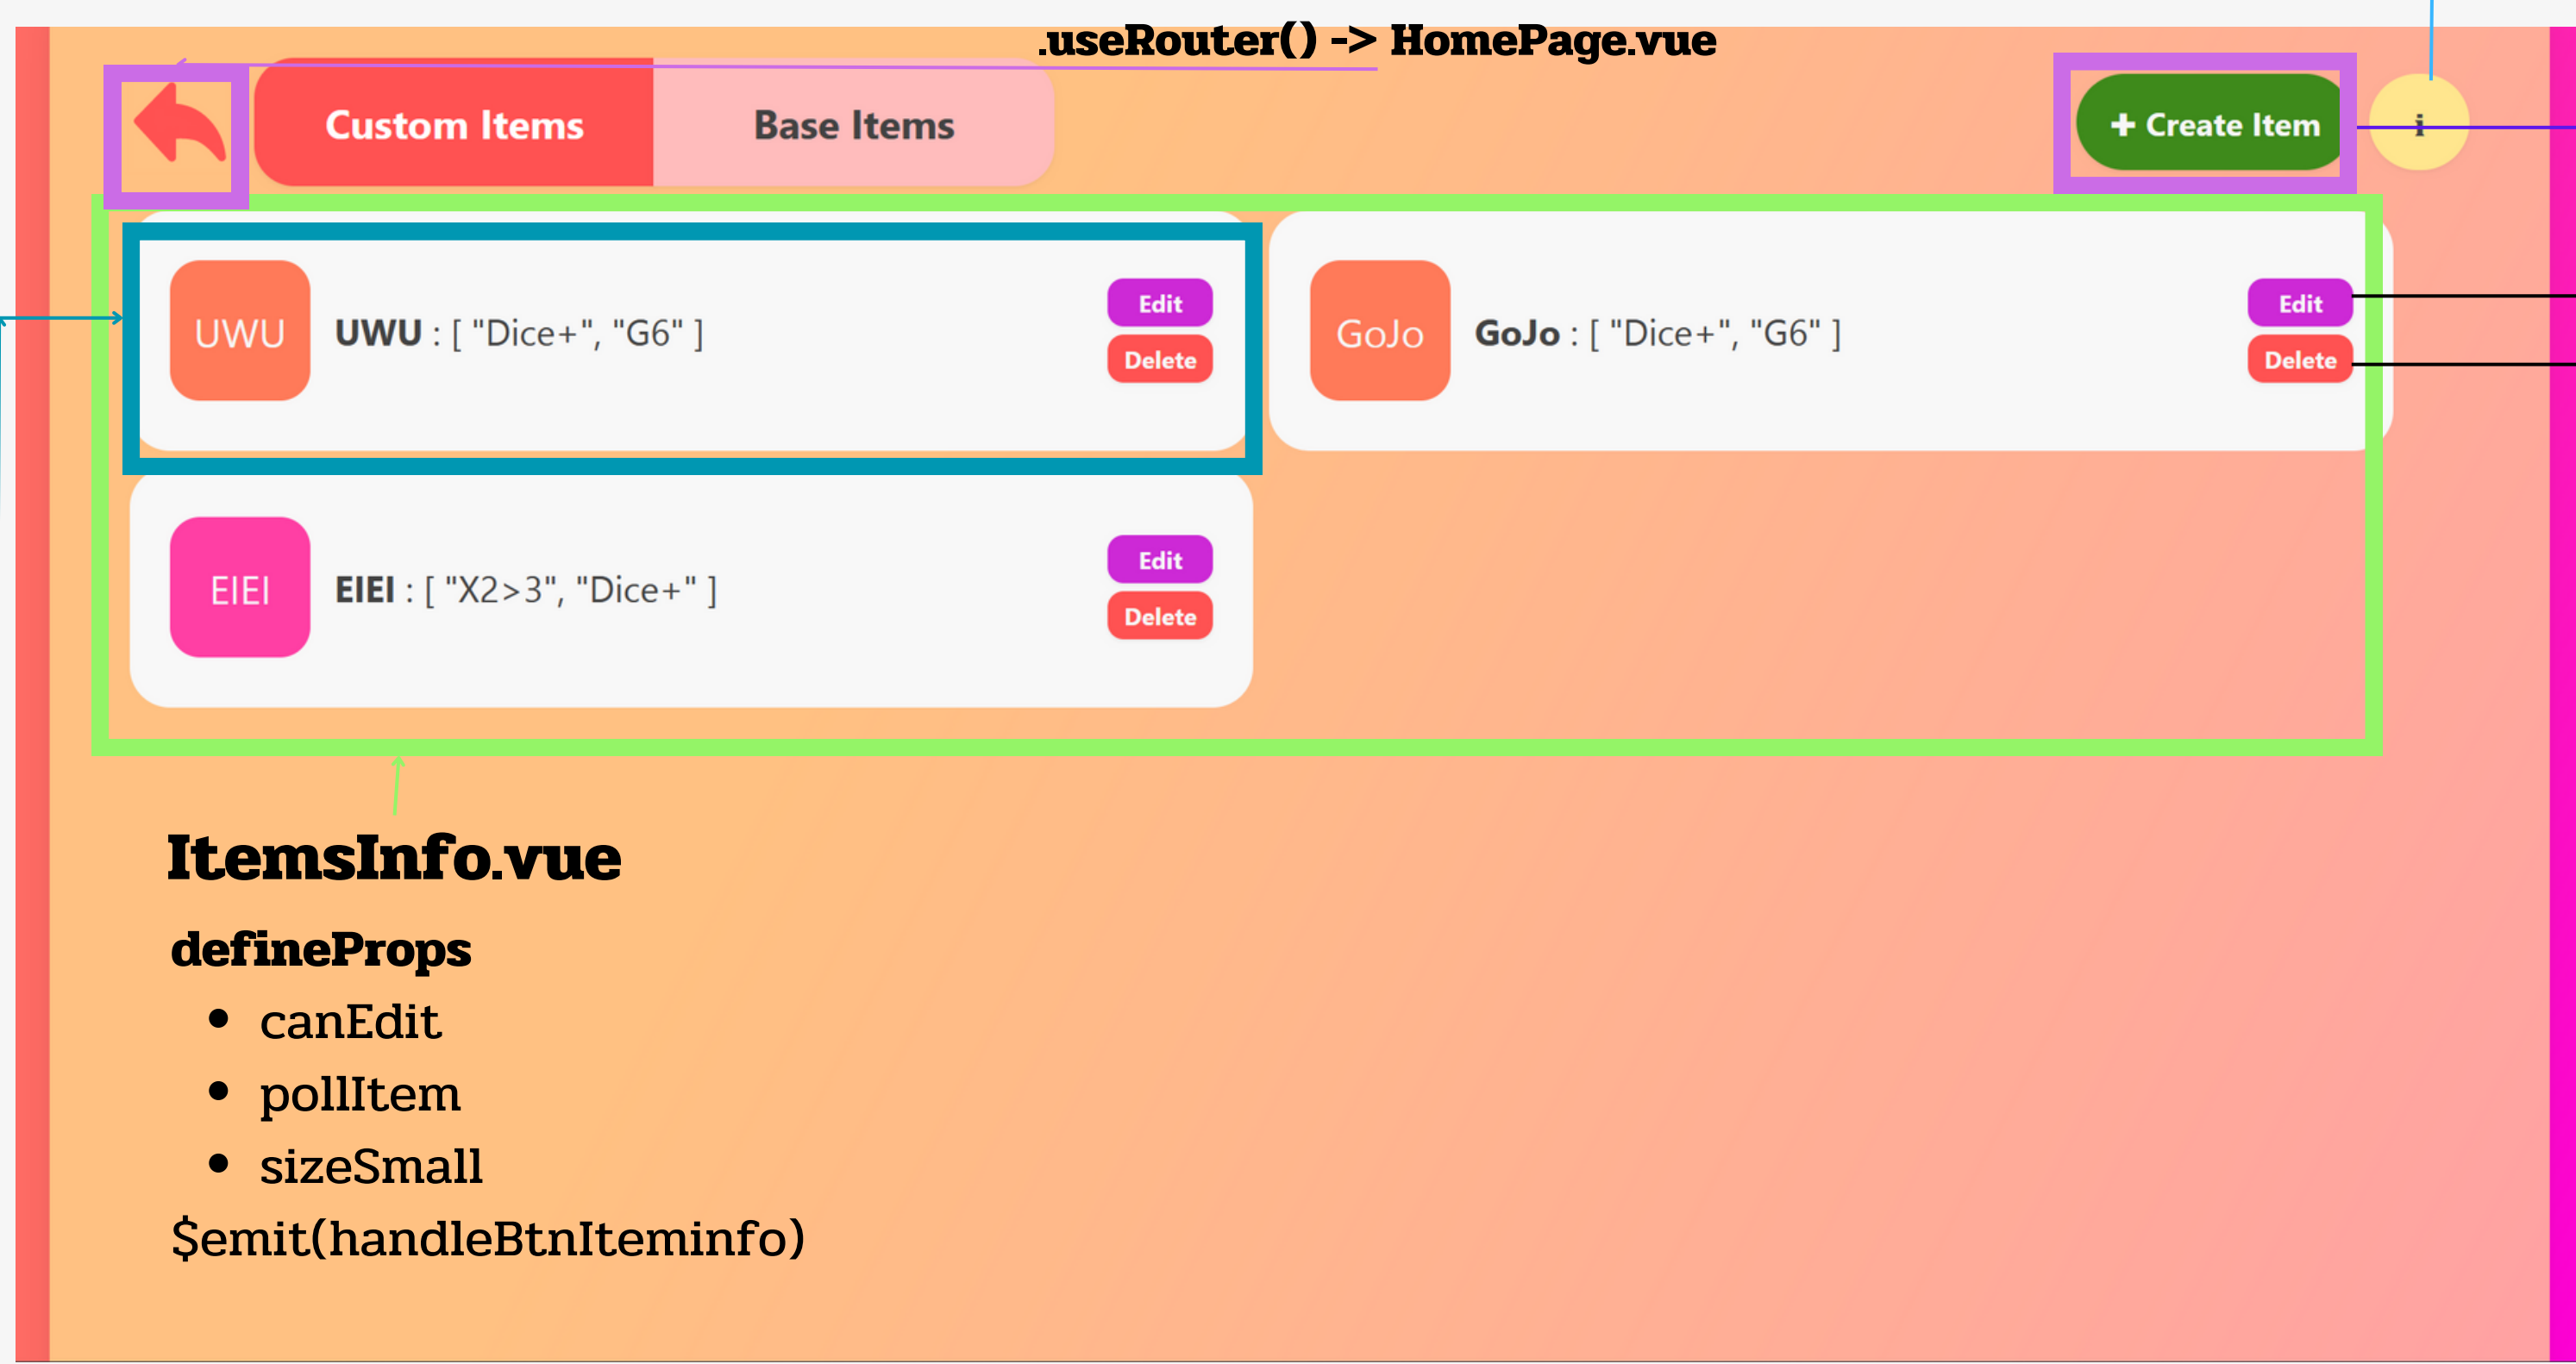 .useRouter() -> HomePage.vue
Custom Items
Base Items
+ Create Item
i
UWU
UWU : [ "Dice+", "G6" ]
Edit
Delete
GoJo
GoJo : [ "Dice+", "G6" ]
Edit
Delete
EIEI
EIEI : [ "X2>3", "Dice+" ]
Edit
Delete
ItemsInfo.vue
defineProps
• canEdit
• pollItem
• sizeSmall
$emit(handleBtnIteminfo)